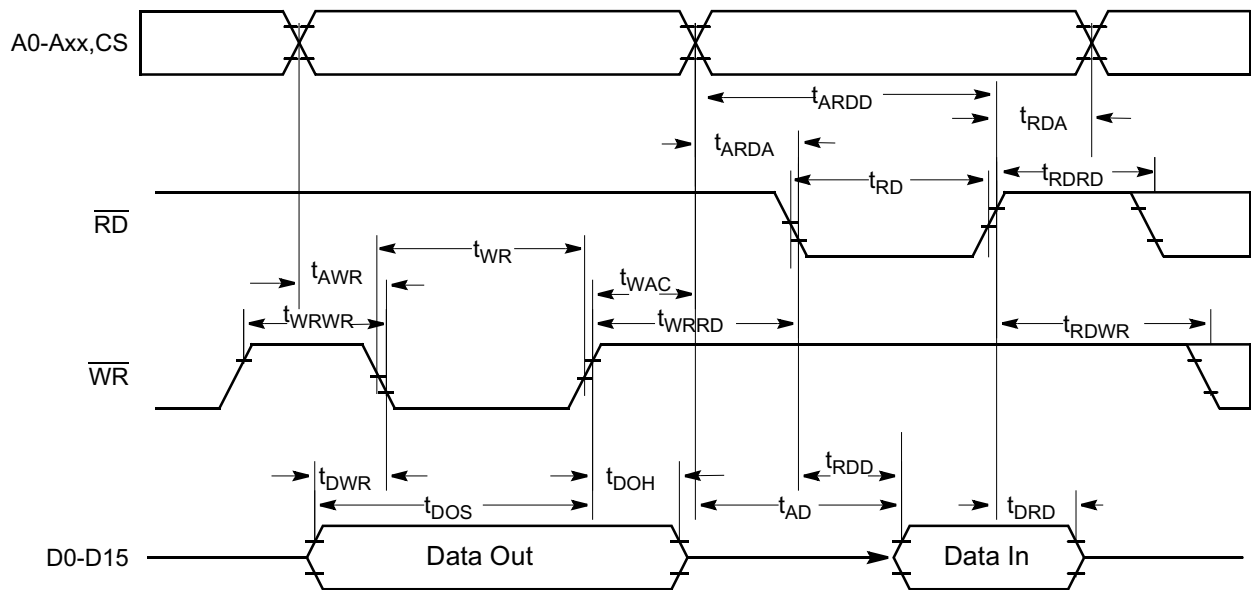 A0-Axx,CS
tARDD
tRDA
tARDA
tRD
tRDRD
RD
tWR
tAWR
tWAC
tWRWR
tWRRD
tRDWR
WR
tRDD
tDWR
tDOH
tDOS
tAD
tDRD
D0-D15
Data Out
Data In